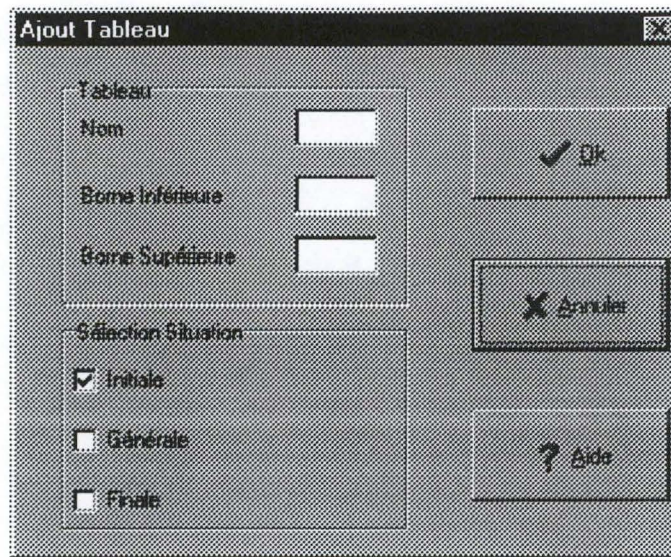 Ajout Tableau
Tableau
Nom
Borne Inférieure
Borne Supérieure
Sélection Situation
Initiale
Générale
Finale
Ok
Annuler
Aide